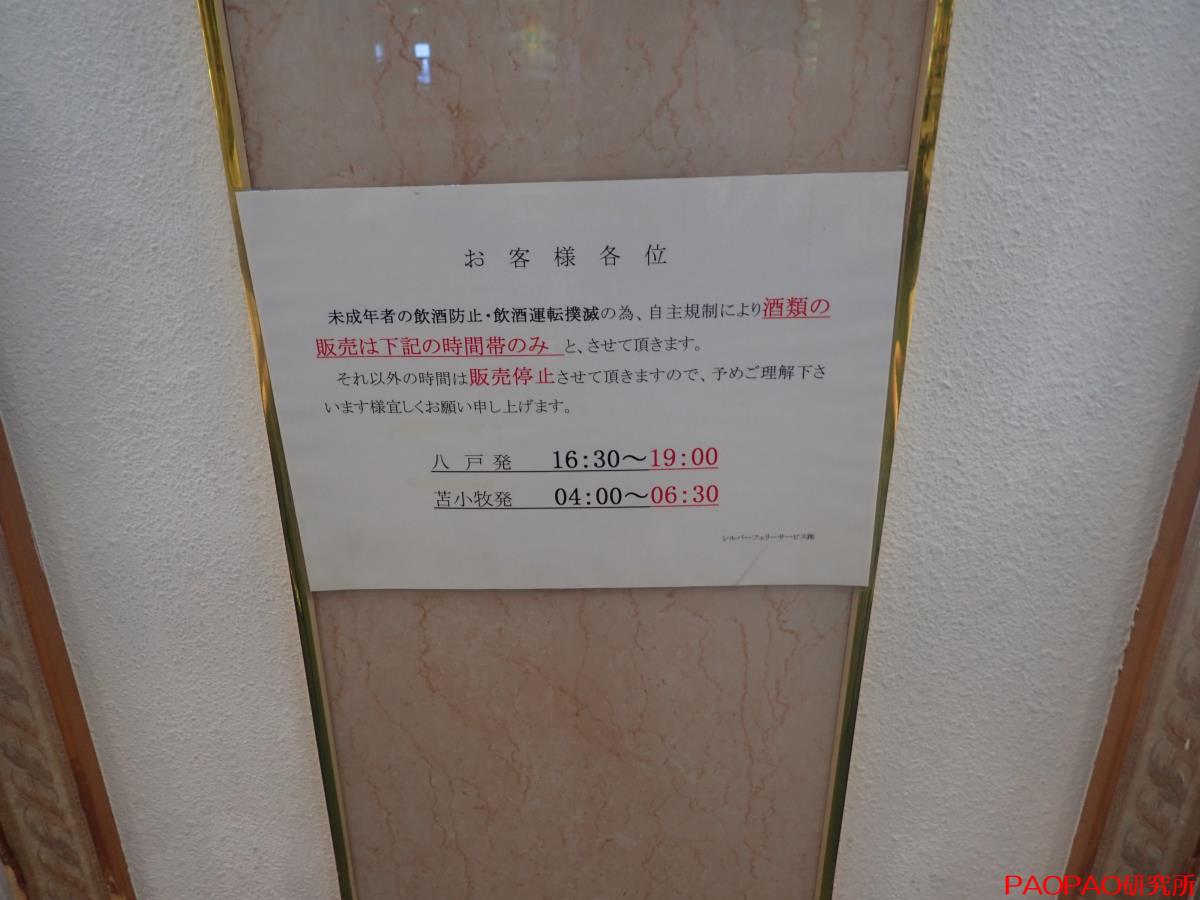 お客様各位
未成年者の飲酒防止・飲酒運転撲滅の為、自主規制により酒類の
販売は下記の時間帯のみ と、させて頂きます。
それ以外の時間は販売停止させて頂きますので、予めご理解下さ
います様宜しくお願い申し上げます。
八戸発 16:30～19:00
苫小牧発 04:00～06:30
シルバーフェリーサービス㈱
PAOPAO研究所